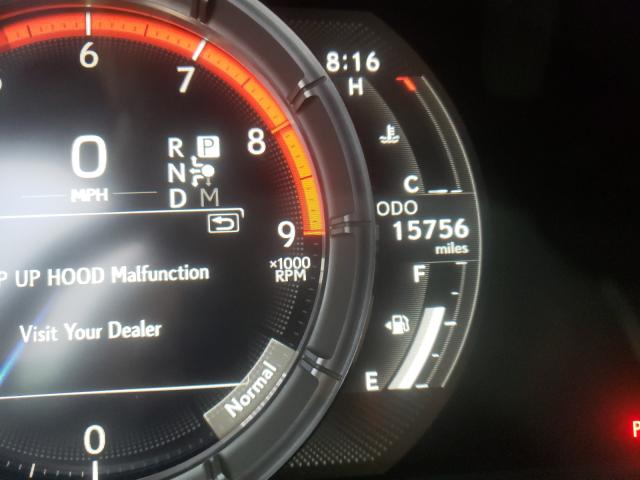 6
7
8
9
×1000
RPM
0
MPH
R P
N
D M
UP HOOD Malfunction
Visit Your Dealer
Normal
0
8:16
H
C
ODO
15756
miles
F
E
P